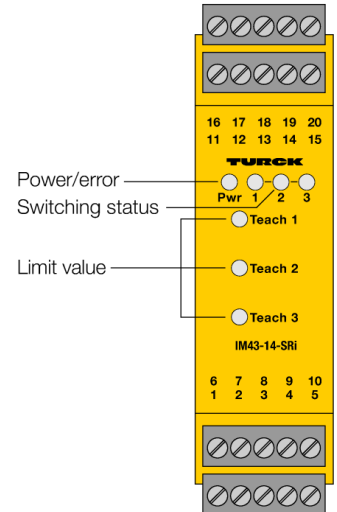 16 17 18 19 20
11 12 13 14 15
TURCK
Power/error
Pwr 1 2 3
Switching status
Teach 1
Limit value
Teach 2
Teach 3
IM43-14-SRi
6 7 8 9 10
1 2 3 4 5